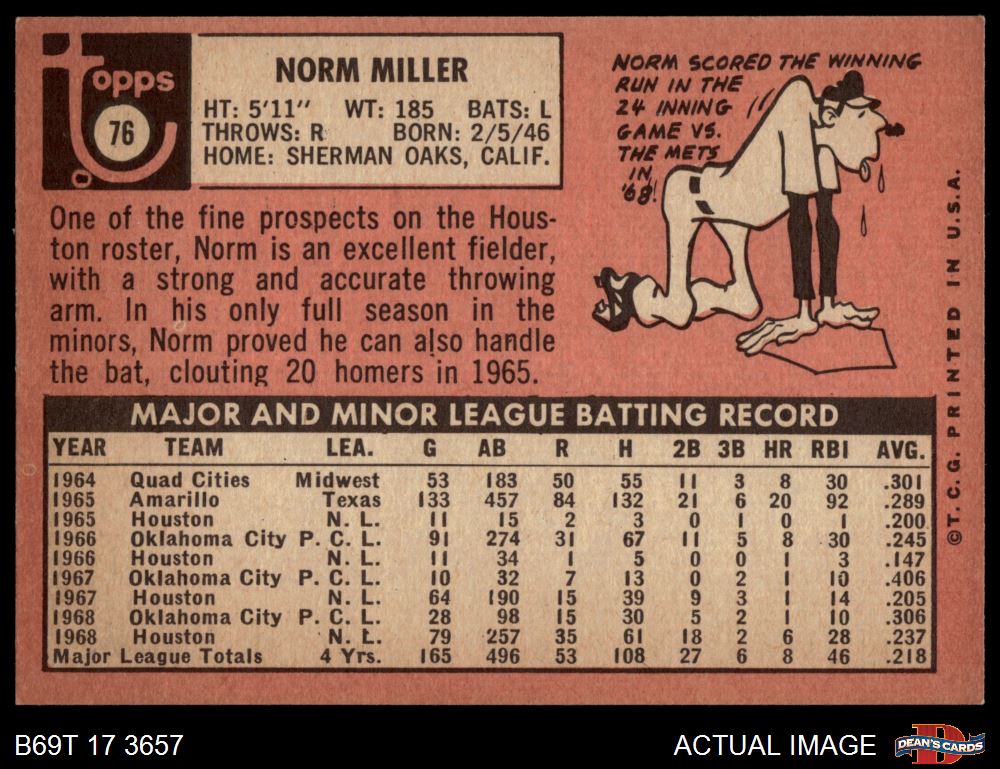 Topps
76
NORM MILLER
HT: 5'11" WT: 185 BATS: L
THROWS: R BORN: 2/5/46
HOME: SHERMAN OAKS, CALIF.
NORM SCORED THE WINNING
RUN IN THE
24 INNING
GAME VS.
THE METS
IN
'68!
One of the fine prospects on the Hous-
ton roster, Norm is an excellent fielder,
with a strong and accurate throwing
arm. In his only full season in the
minors, Norm proved he can also handle
the bat, clouting 20 homers in 1965.
MAJOR AND MINOR LEAGUE BATTING RECORD
YEAR TEAM LEA. G AB R H 2B 3B HR RBI AVG.
1964 Quad Cities Midwest 53 183 50 55 11 3 8 30 .301
1965 Amarillo Texas 133 457 84 132 21 6 20 92 .289
1965 Houston N. L. 11 15 2 3 0 1 0 1 .200
1966 Oklahoma City P. C. L. 91 274 31 67 11 5 8 30 .245
1966 Houston N. L. 11 34 1 5 0 0 1 3 .147
1967 Oklahoma City P. C. L. 10 32 7 13 0 2 1 10 .406
1967 Houston N. L. 64 190 15 39 9 3 1 14 .205
1968 Oklahoma City P. C. L. 28 98 15 30 5 2 1 10 .306
1968 Houston N. L. 79 257 35 61 18 2 6 28 .237
Major League Totals 4 Yrs. 165 496 53 108 27 6 8 46 .218
© T. C. G. PRINTED IN U.S.A.
B69T 17 3657
ACTUAL IMAGE
D
DEAN'S CARDS